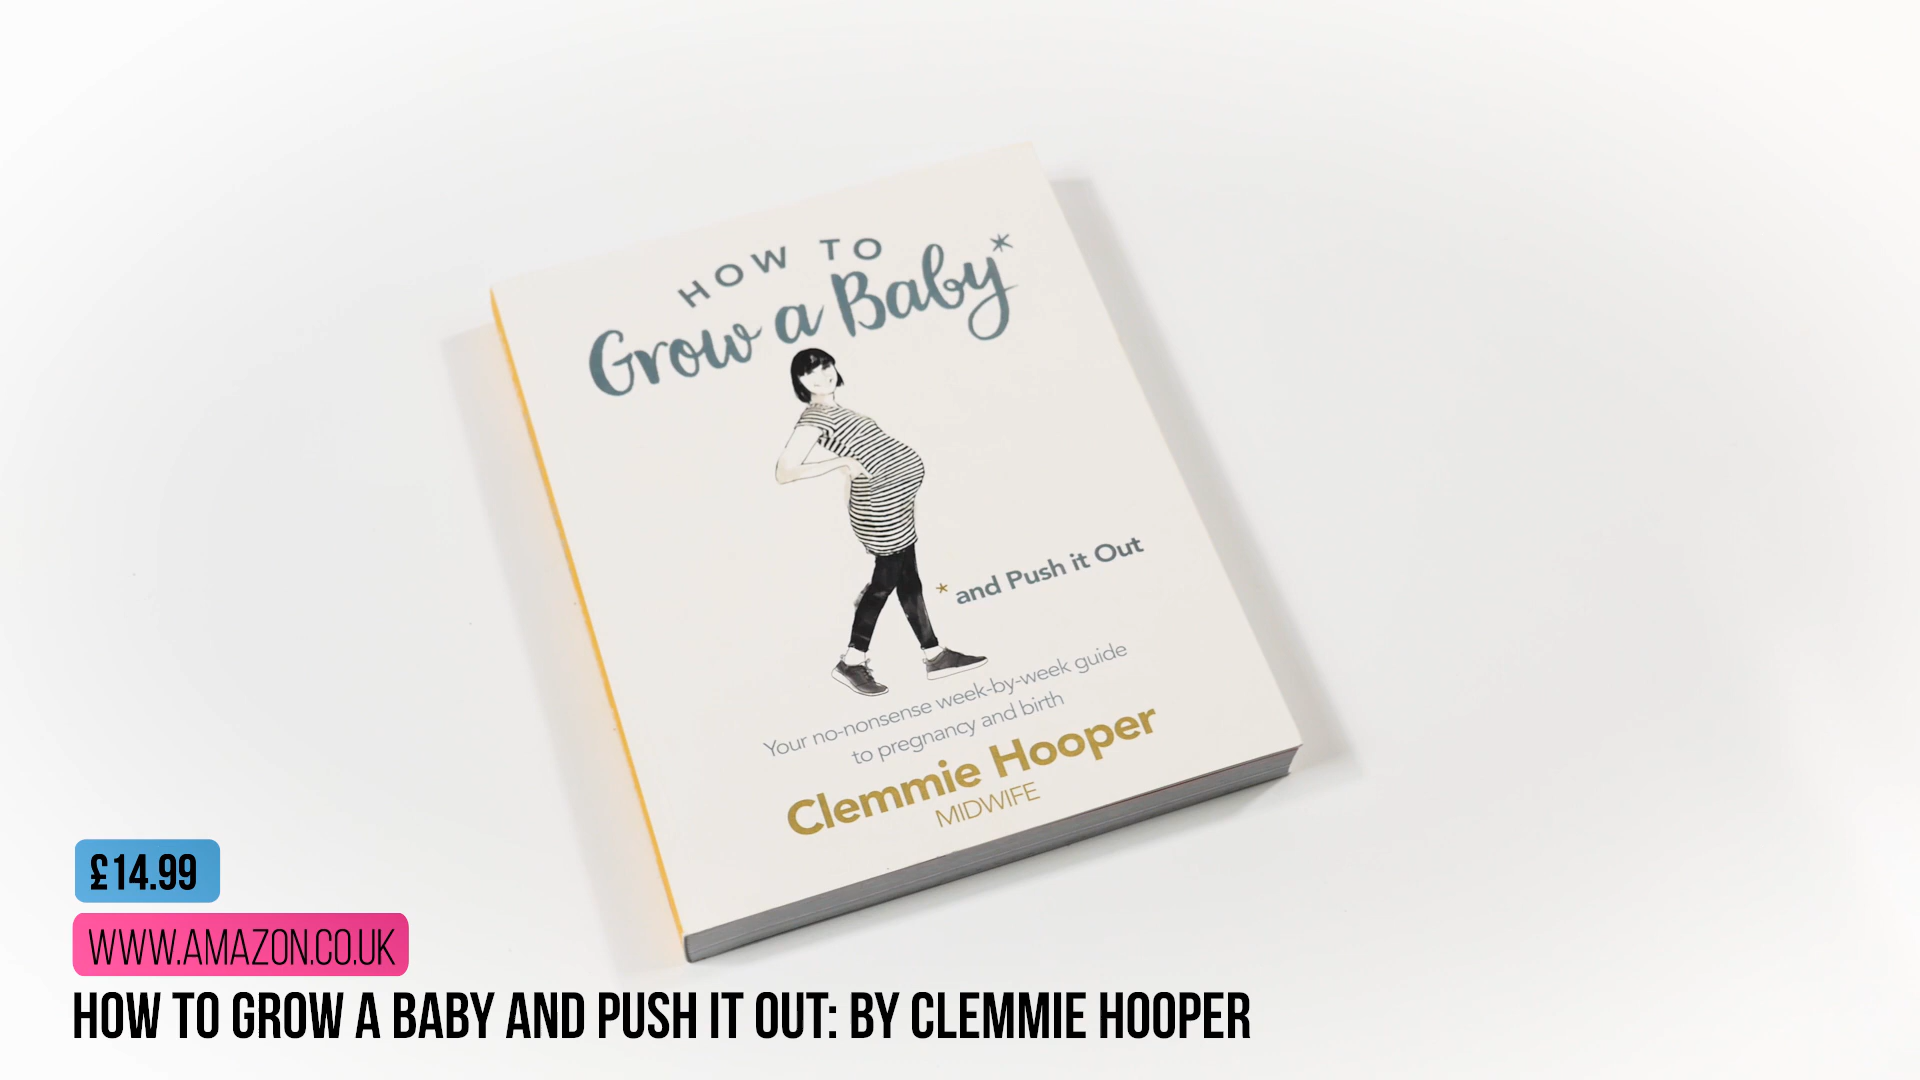 HOW TO
Grow a Baby*
* and Push it Out
Your no-nonsense week-by-week guide
to pregnancy and birth
Clemmie Hooper
MIDWIFE
£14.99
WWW.AMAZON.CO.UK
HOW TO GROW A BABY AND PUSH IT OUT: BY CLEMMIE HOOPER